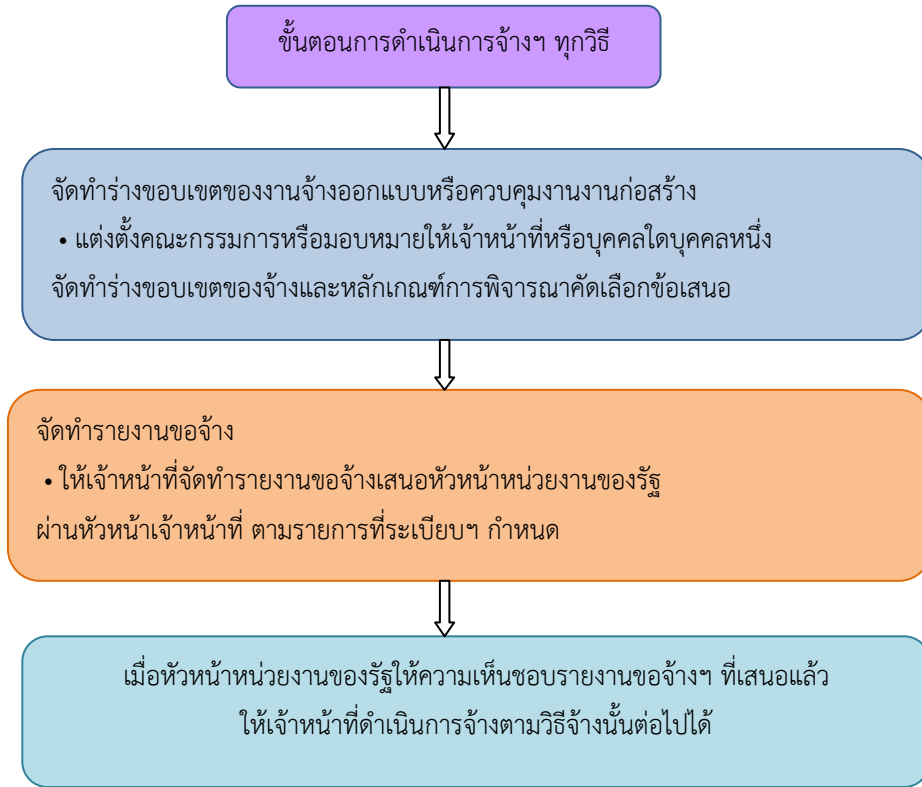 ขั้นตอนการดำเนินการจ้างฯ ทุกวิธี
จัดทำร่างขอบเขตของงานจ้างออกแบบหรือควบคุมงานงานก่อสร้าง
• แต่งตั้งคณะกรรมการหรือมอบหมายให้เจ้าหน้าที่หรือบุคคลใดบุคคลหนึ่ง
จัดทำร่างขอบเขตของจ้างและหลักเกณฑ์การพิจารณาคัดเลือกข้อเสนอ
จัดทำรายงานขอจ้าง
• ให้เจ้าหน้าที่จัดทำรายงานขอจ้างเสนอหัวหน้าหน่วยงานของรัฐ
ผ่านหัวหน้าเจ้าหน้าที่ ตามรายการที่ระเบียบฯ กำหนด
เมื่อหัวหน้าหน่วยงานของรัฐให้ความเห็นชอบรายงานขอจ้างฯ ที่เสนอแล้ว
ให้เจ้าหน้าที่ดำเนินการจ้างตามวิธีจ้างนั้นต่อไปได้